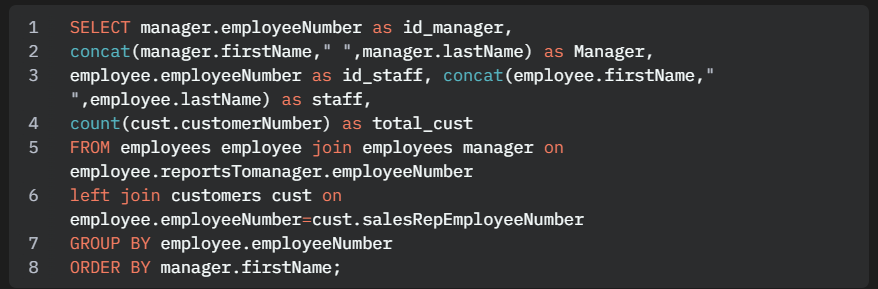 1 SELECT manager.employeeNumber as id_manager,
2 concat(manager.firstName," ",manager.lastName) as Manager,
3 employee.employeeNumber as id_staff, concat(employee.firstName,"
",employee.lastName) as staff,
4 count(cust.customerNumber) as total_cust
5 FROM employees employee join employees manager on
employee.reportsTomanager.employeeNumber
6 left join customers cust on
employee.employeeNumber=cust.salesRepEmployeeNumber
7 GROUP BY employee.employeeNumber
8 ORDER BY manager.firstName;